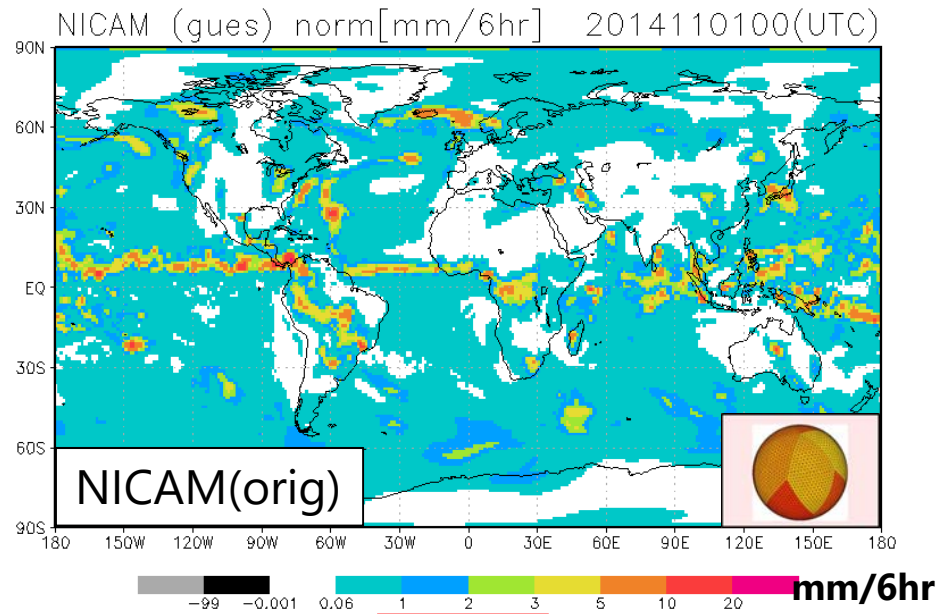 NICAM (gues) norm[mm/6hr] 2014110100(UTC)
90N
60N
30N
EQ
30S
60S
90S
NICAM(orig)
180 150W 120W 90W 60W 30W 0 30E 60E 90E 120E 150E 180
-99 -0.001 0.06 1 2 3 5 10 20 mm/6hr